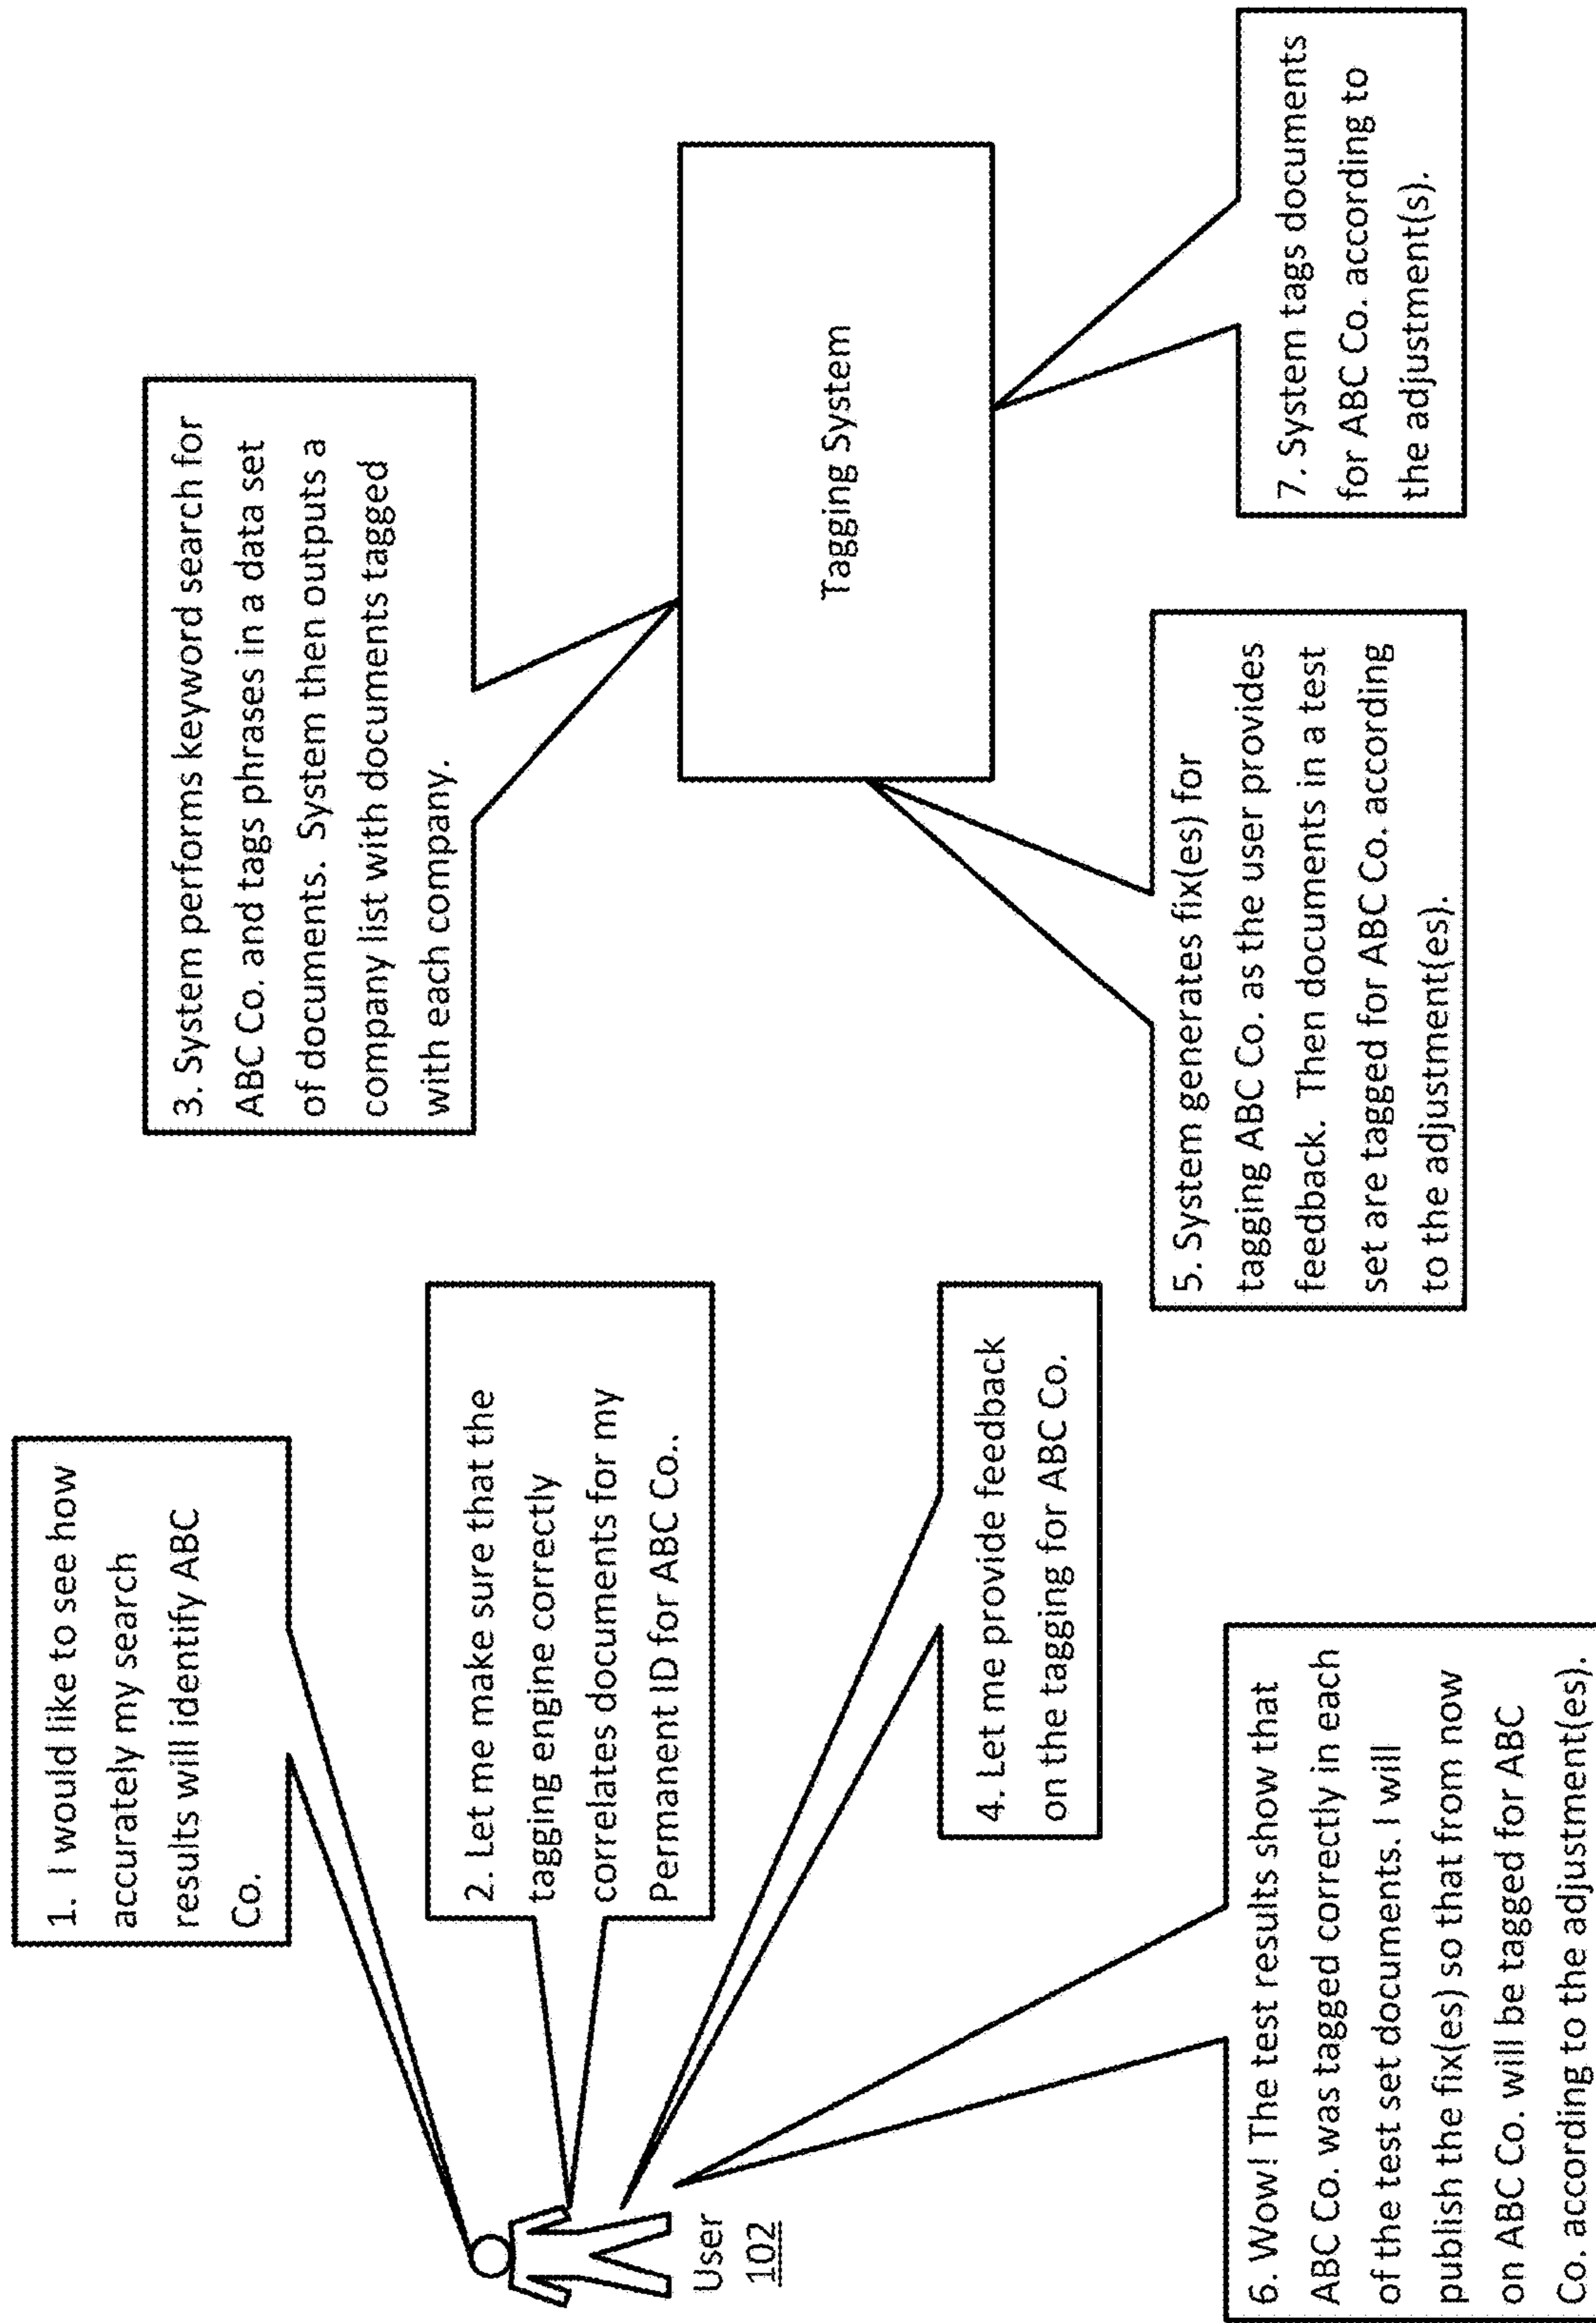 1. I would like to see how
accurately my search
results will identify ABC
Co.
2. Let me make sure that the
tagging engine correctly
correlates documents for my
Permanent ID for ABC Co..
3. System performs keyword search for
ABC Co. and tags phrases in a data set
of documents. System then outputs a
company list with documents tagged
with each company.
4. Let me provide feedback
on the tagging for ABC Co.
5. System generates fix(es) for
tagging ABC Co. as the user provides
feedback. Then documents in a test
set are tagged for ABC Co. according
to the adjustment(es).
6. Wow! The test results show that
ABC Co. was tagged correctly in each
of the test set documents. I will
publish the fix(es) so that from now
on ABC Co. will be tagged for ABC
Co. according to the adjustment(es).
7. System tags documents
for ABC Co. according to
the adjustment(s).
User
102
Tagging System